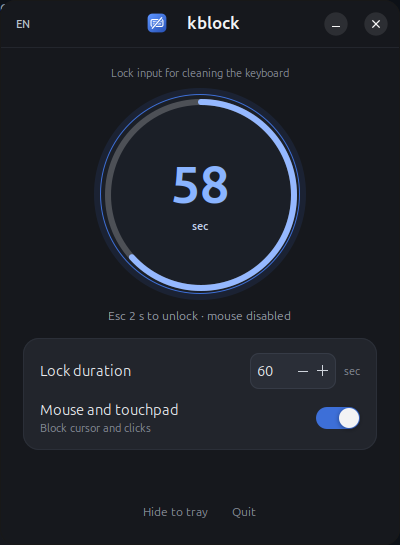 EN
kblock
Lock input for cleaning the keyboard
58
sec
Esc 2 s to unlock · mouse disabled
Lock duration
60 − + sec
Mouse and touchpad
Block cursor and clicks
Hide to tray Quit